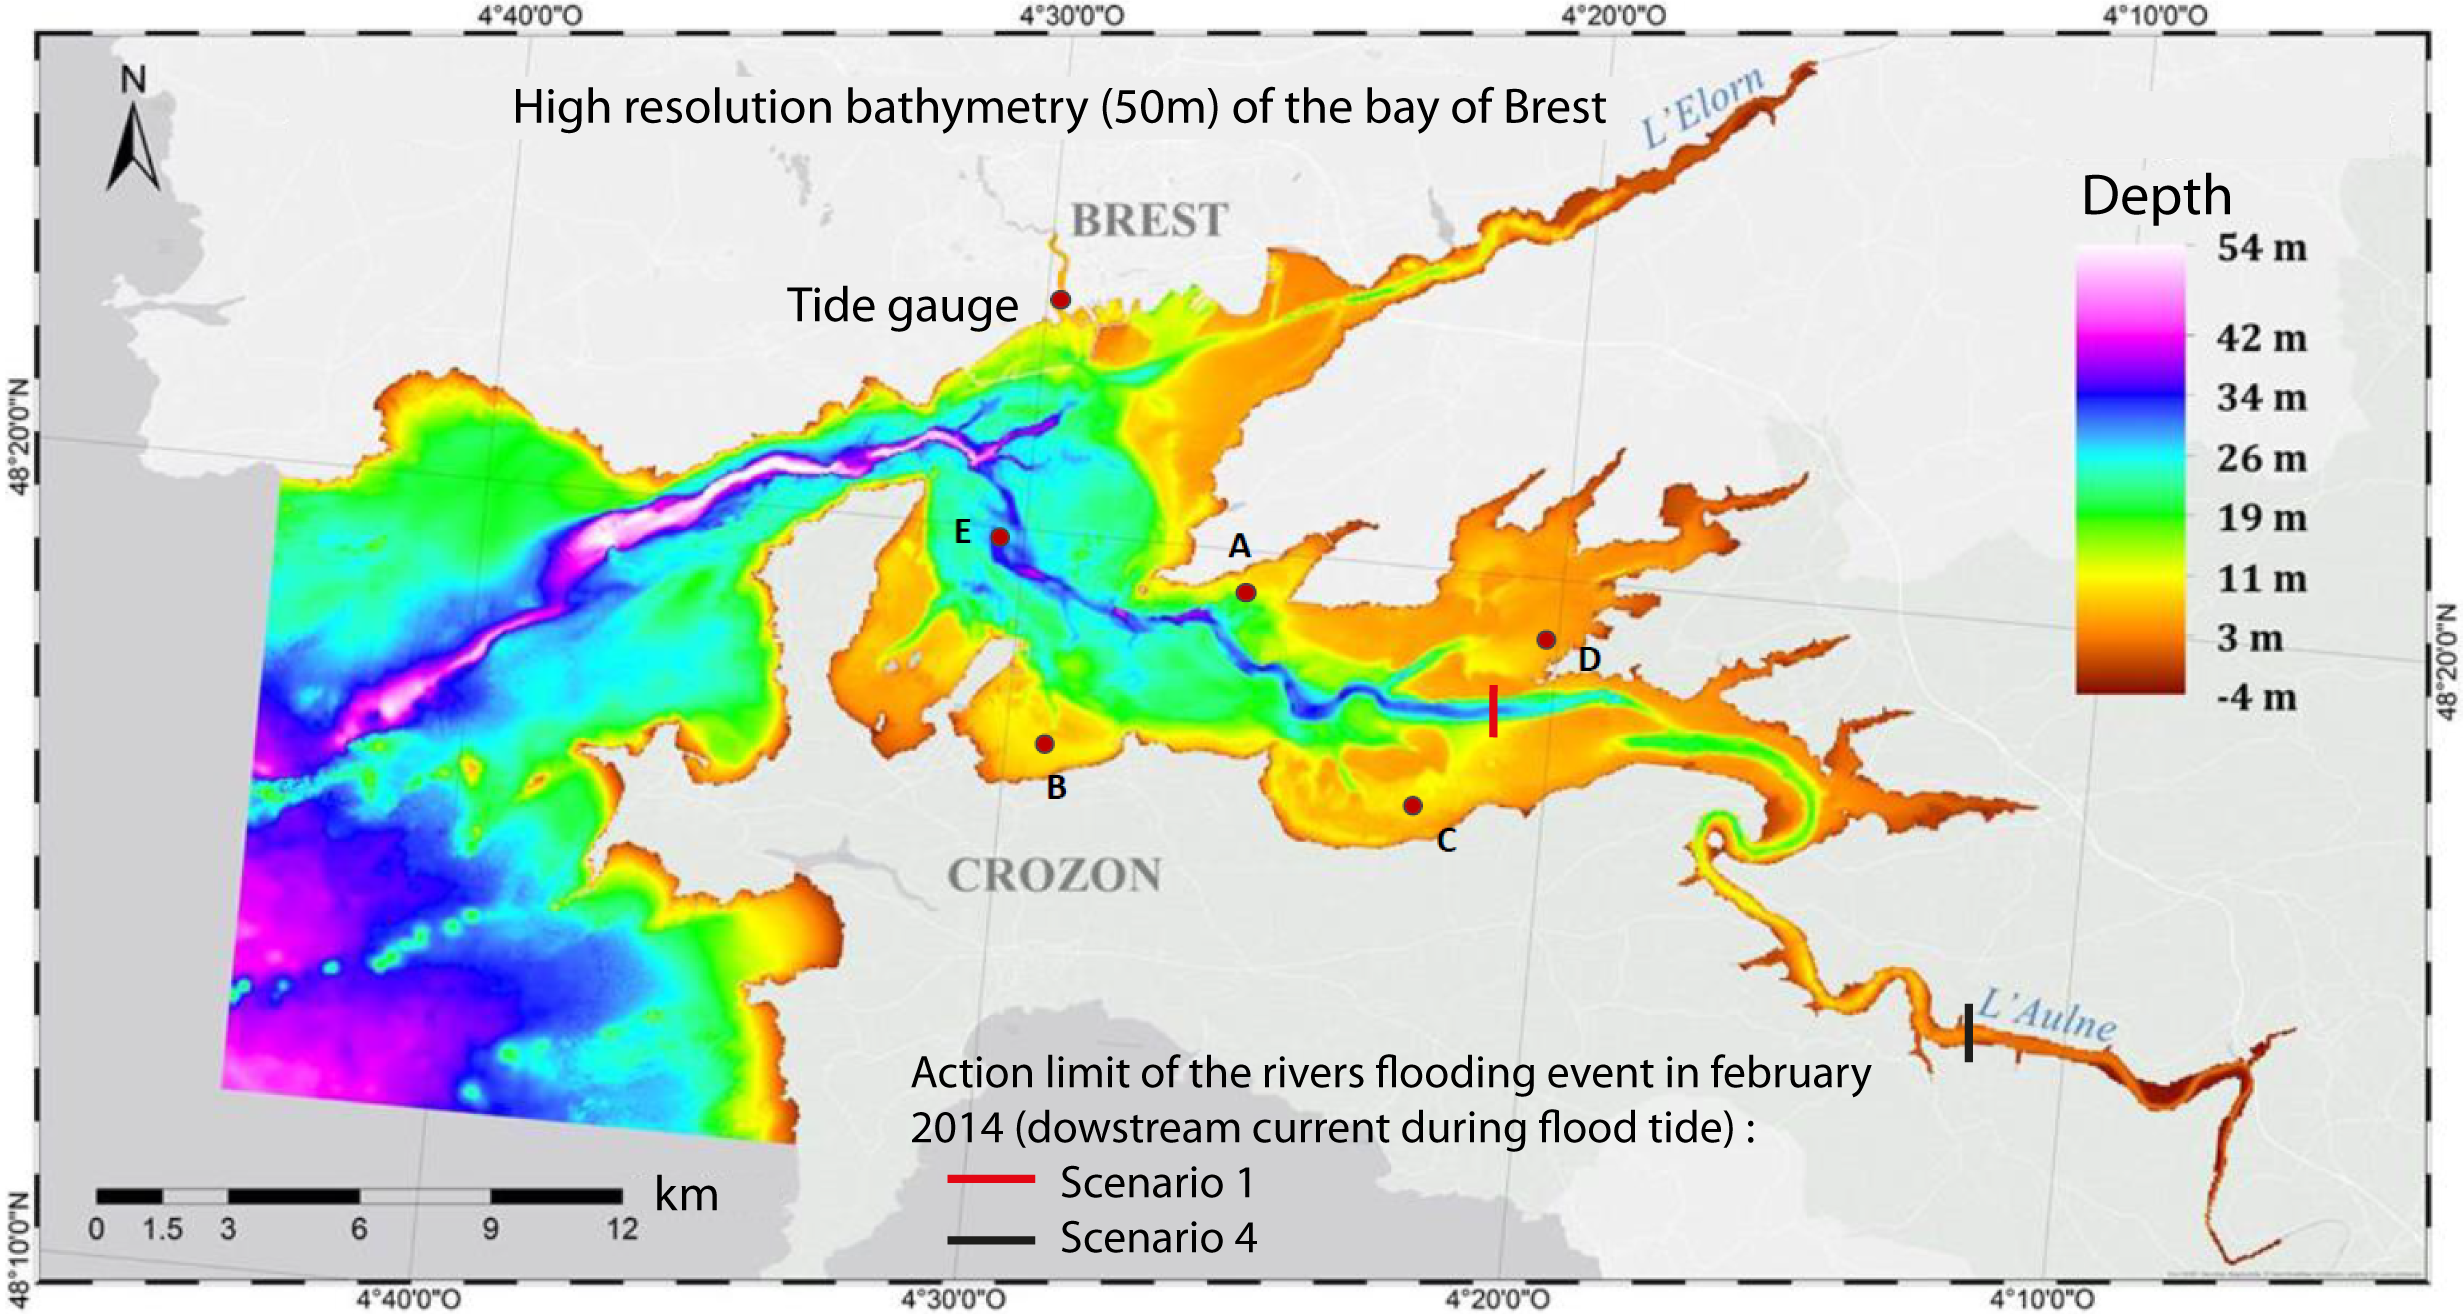 4°40'0"O 4°30'0"O 4°20'0"O 4°10'0"O
N
High resolution bathymetry (50m) of the bay of Brest
L'Elorn
BREST
Tide gauge
Depth
54 m
42 m
34 m
26 m
19 m
11 m
3 m
-4 m
48°20'0"N
48°20'0"N
E
A
D
B
C
CROZON
L'Aulne
Action limit of the rivers flooding event in february
2014 (dowstream current during flood tide) :
Scenario 1
Scenario 4
km
0 1.5 3 6 9 12
48°10'0"N
4°40'0"O 4°30'0"O 4°20'0"O 4°10'0"O